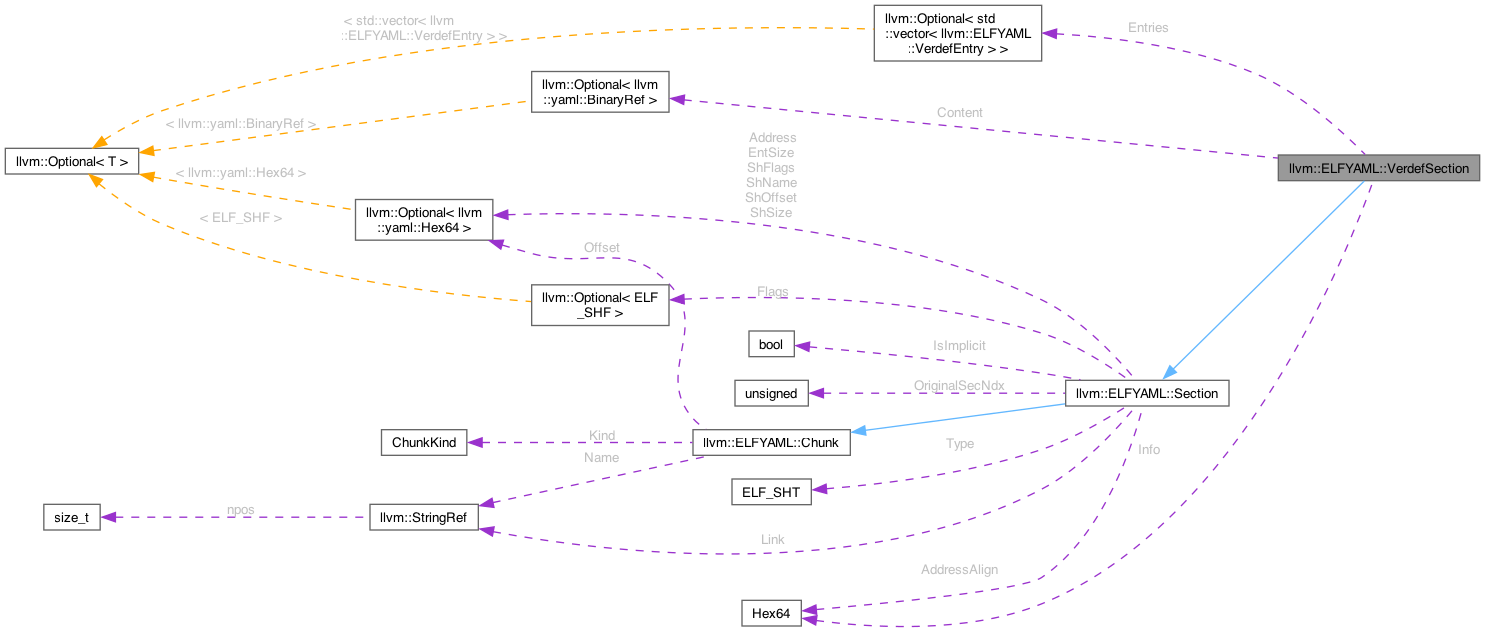 < std::vector< llvm
::ELFYAML::VerdefEntry > >
llvm::Optional< std
::vector< llvm::ELFYAML
::VerdefEntry > >
Entries
llvm::Optional< llvm
::yaml::BinaryRef >
< llvm::yaml::BinaryRef >
Content
llvm::Optional< T >
Address
EntSize
ShFlags
ShName
ShOffset
ShSize
llvm::ELFYAML::VerdefSection
< llvm::yaml::Hex64 >
llvm::Optional< llvm
::yaml::Hex64 >
< ELF_SHF >
Offset
llvm::Optional< ELF
_SHF >
Flags
bool
IsImplicit
unsigned
OriginalSecNdx
llvm::ELFYAML::Section
ChunkKind
Kind
llvm::ELFYAML::Chunk
Name
Type
Info
ELF_SHT
size_t
npos
llvm::StringRef
Link
AddressAlign
Hex64